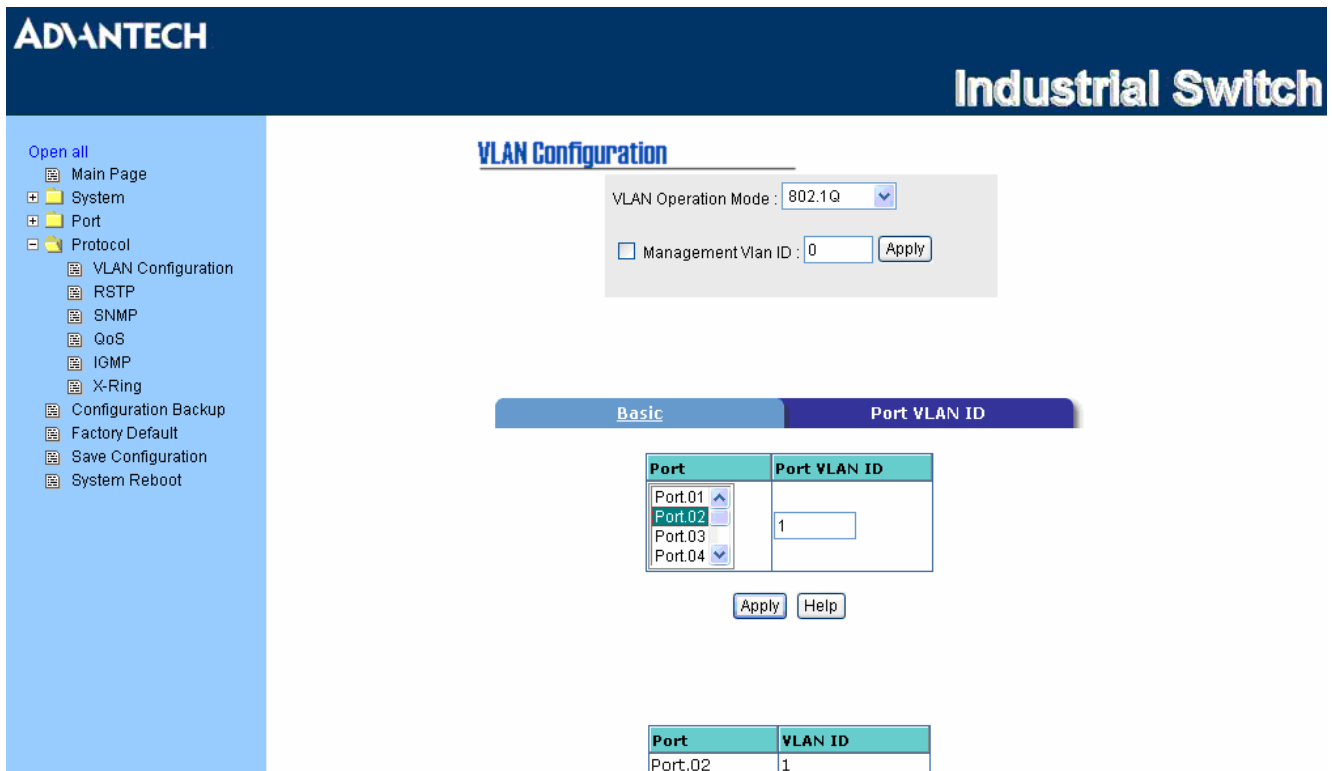 ADVANTECH
Industrial Switch
Open all
Main Page
System
Port
Protocol
VLAN Configuration
RSTP
SNMP
QoS
IGMP
X-Ring
Configuration Backup
Factory Default
Save Configuration
System Reboot
VLAN Configuration
VLAN Operation Mode : 802.1Q
Management Vlan ID : 0 Apply
Basic Port VLAN ID
Port Port VLAN ID
Port.01
Port.02
Port.03
Port.04
1
Apply Help
Port VLAN ID
Port.02 1